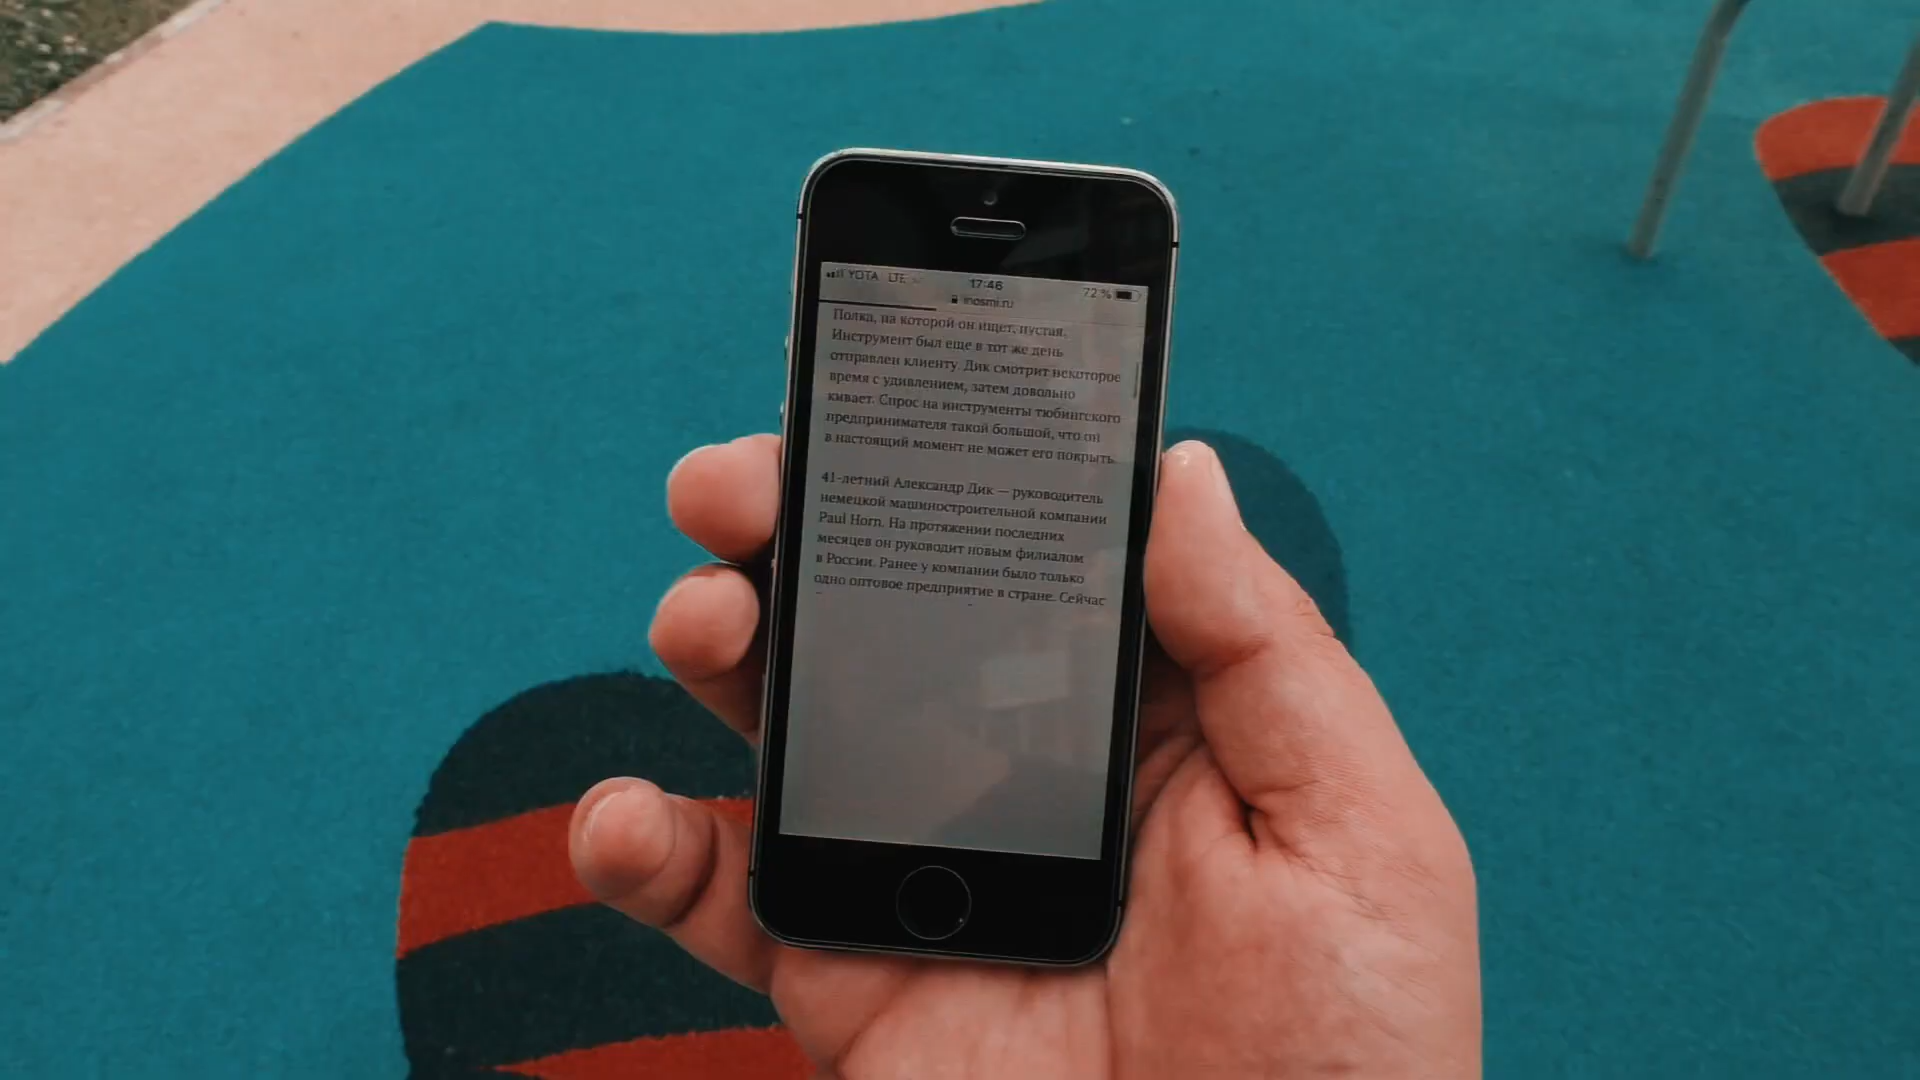 YOTA LTE 17:46 72 %
inosmi.ru
Полка, на которой он ищет, пустая.
Инструмент был еще в тот же день
отправлен клиенту. Дик смотрит некоторое
время с удивлением, затем довольно
кивает. Спрос на инструменты тюбингского
предпринимателя такой большой, что он
в настоящий момент не может его покрыть.
41-летний Александр Дик — руководитель
немецкой машиностроительной компании
Paul Horn. На протяжении последних
месяцев он руководит новым филиалом
в России. Ранее у компании было только
одно оптовое предприятие в стране. Сейчас